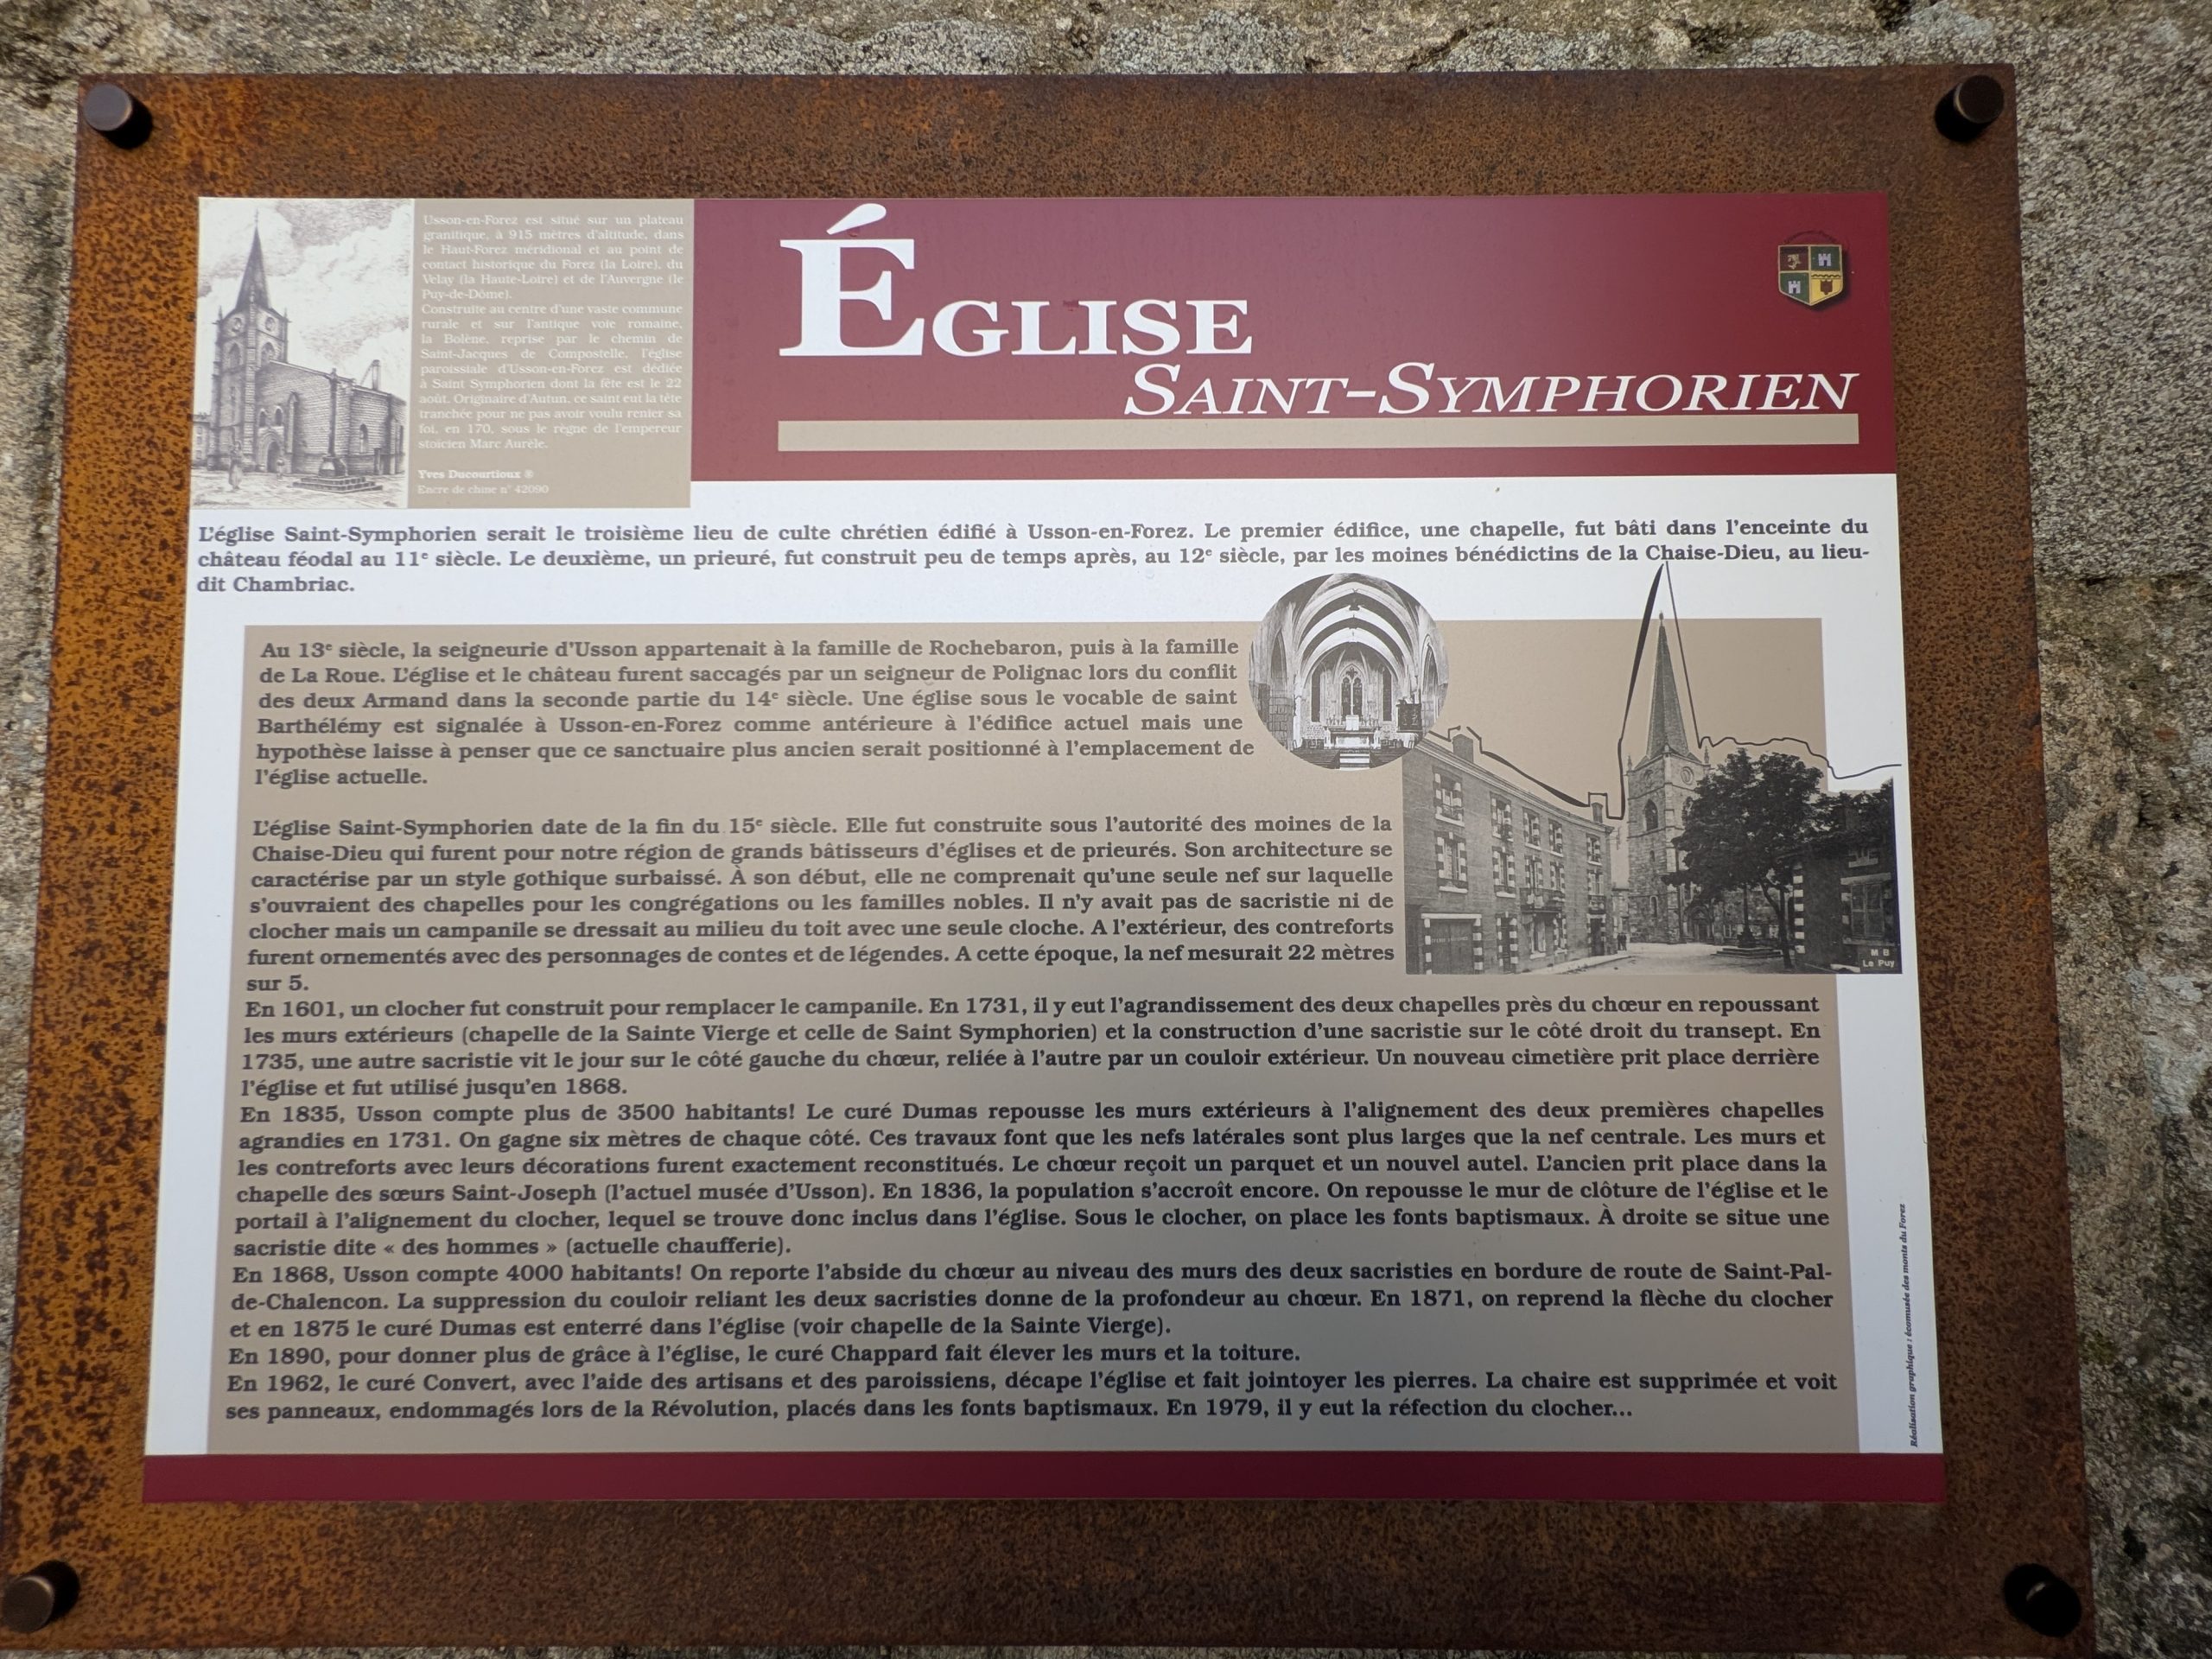 Usson-en-Forez est situé sur un plateau
granitique, à 915 mètres d'altitude, dans
le Haut-Forez méridional et au point de
contact historique du Forez (la Loire), du
Velay (la Haute-Loire) et de l'Auvergne (le
Puy-de-Dôme).
Construite au centre d'une vaste commune
rurale et sur l'antique voie romaine,
la Bolène, reprise par le chemin de
Saint-Jacques de Compostelle, l'église
paroissiale d'Usson-en-Forez est dédiée
à Saint Symphorien dont la fête est le 22
août. Originaire d'Autun, ce saint eut la tête
tranchée pour ne pas avoir voulu renier sa
foi, en 170, sous le règne de l'empereur
stoïcien Marc Aurèle.
Yves Ducourtioux ®
Encre de chine n° 42090
ÉGLISE
SAINT-SYMPHORIEN
L'église Saint-Symphorien serait le troisième lieu de culte chrétien édifié à Usson-en-Forez. Le premier édifice, une chapelle, fut bâti dans l'enceinte du
château féodal au 11e siècle. Le deuxième, un prieuré, fut construit peu de temps après, au 12e siècle, par les moines bénédictins de la Chaise-Dieu, au lieu-
dit Chambriac.
Au 13e siècle, la seigneurie d'Usson appartenait à la famille de Rochebaron, puis à la famille
de La Roue. L'église et le château furent saccagés par un seigneur de Polignac lors du conflit
des deux Armand dans la seconde partie du 14e siècle. Une église sous le vocable de saint
Barthélémy est signalée à Usson-en-Forez comme antérieure à l'édifice actuel mais une
hypothèse laisse à penser que ce sanctuaire plus ancien serait positionné à l'emplacement de
l'église actuelle.
L'église Saint-Symphorien date de la fin du 15e siècle. Elle fut construite sous l'autorité des moines de la
Chaise-Dieu qui furent pour notre région de grands bâtisseurs d'églises et de prieurés. Son architecture se
caractérise par un style gothique surbaissé. À son début, elle ne comprenait qu'une seule nef sur laquelle
s'ouvraient des chapelles pour les congrégations ou les familles nobles. Il n'y avait pas de sacristie ni de
clocher mais un campanile se dressait au milieu du toit avec une seule cloche. A l'extérieur, des contreforts
furent ornementés avec des personnages de contes et de légendes. A cette époque, la nef mesurait 22 mètres
sur 5.
M B
Le Puy
En 1601, un clocher fut construit pour remplacer le campanile. En 1731, il y eut l'agrandissement des deux chapelles près du chœur en repoussant
les murs extérieurs (chapelle de la Sainte Vierge et celle de Saint Symphorien) et la construction d'une sacristie sur le côté droit du transept. En
1735, une autre sacristie vit le jour sur le côté gauche du chœur, reliée à l'autre par un couloir extérieur. Un nouveau cimetière prit place derrière
l'église et fut utilisé jusqu'en 1868.
En 1835, Usson compte plus de 3500 habitants! Le curé Dumas repousse les murs extérieurs à l'alignement des deux premières chapelles
agrandies en 1731. On gagne six mètres de chaque côté. Ces travaux font que les nefs latérales sont plus larges que la nef centrale. Les murs et
les contreforts avec leurs décorations furent exactement reconstitués. Le chœur reçoit un parquet et un nouvel autel. L'ancien prit place dans la
chapelle des sœurs Saint-Joseph (l'actuel musée d'Usson). En 1836, la population s'accroît encore. On repousse le mur de clôture de l'église et le
portail à l'alignement du clocher, lequel se trouve donc inclus dans l'église. Sous le clocher, on place les fonts baptismaux. À droite se situe une
sacristie dite « des hommes » (actuelle chaufferie).
En 1868, Usson compte 4000 habitants! On reporte l'abside du chœur au niveau des murs des deux sacristies en bordure de route de Saint-Pal-
de-Chalencon. La suppression du couloir reliant les deux sacristies donne de la profondeur au chœur. En 1871, on reprend la flèche du clocher
et en 1875 le curé Dumas est enterré dans l'église (voir chapelle de la Sainte Vierge).
En 1890, pour donner plus de grâce à l'église, le curé Chappard fait élever les murs et la toiture.
En 1962, le curé Convert, avec l'aide des artisans et des paroissiens, décape l'église et fait jointoyer les pierres. La chaire est supprimée et voit
ses panneaux, endommagés lors de la Révolution, placés dans les fonts baptismaux. En 1979, il y eut la réfection du clocher...
Réalisation graphique : écomusée des monts du Forez